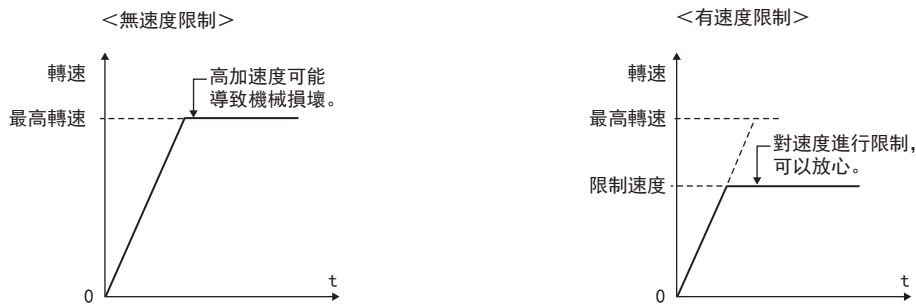 ＜無速度限制＞
轉速
高加速度可能
導致機械損壞。
最高轉速
0
t
＜有速度限制＞
轉速
最高轉速
對速度進行限制，
可以放心。
限制速度
0
t